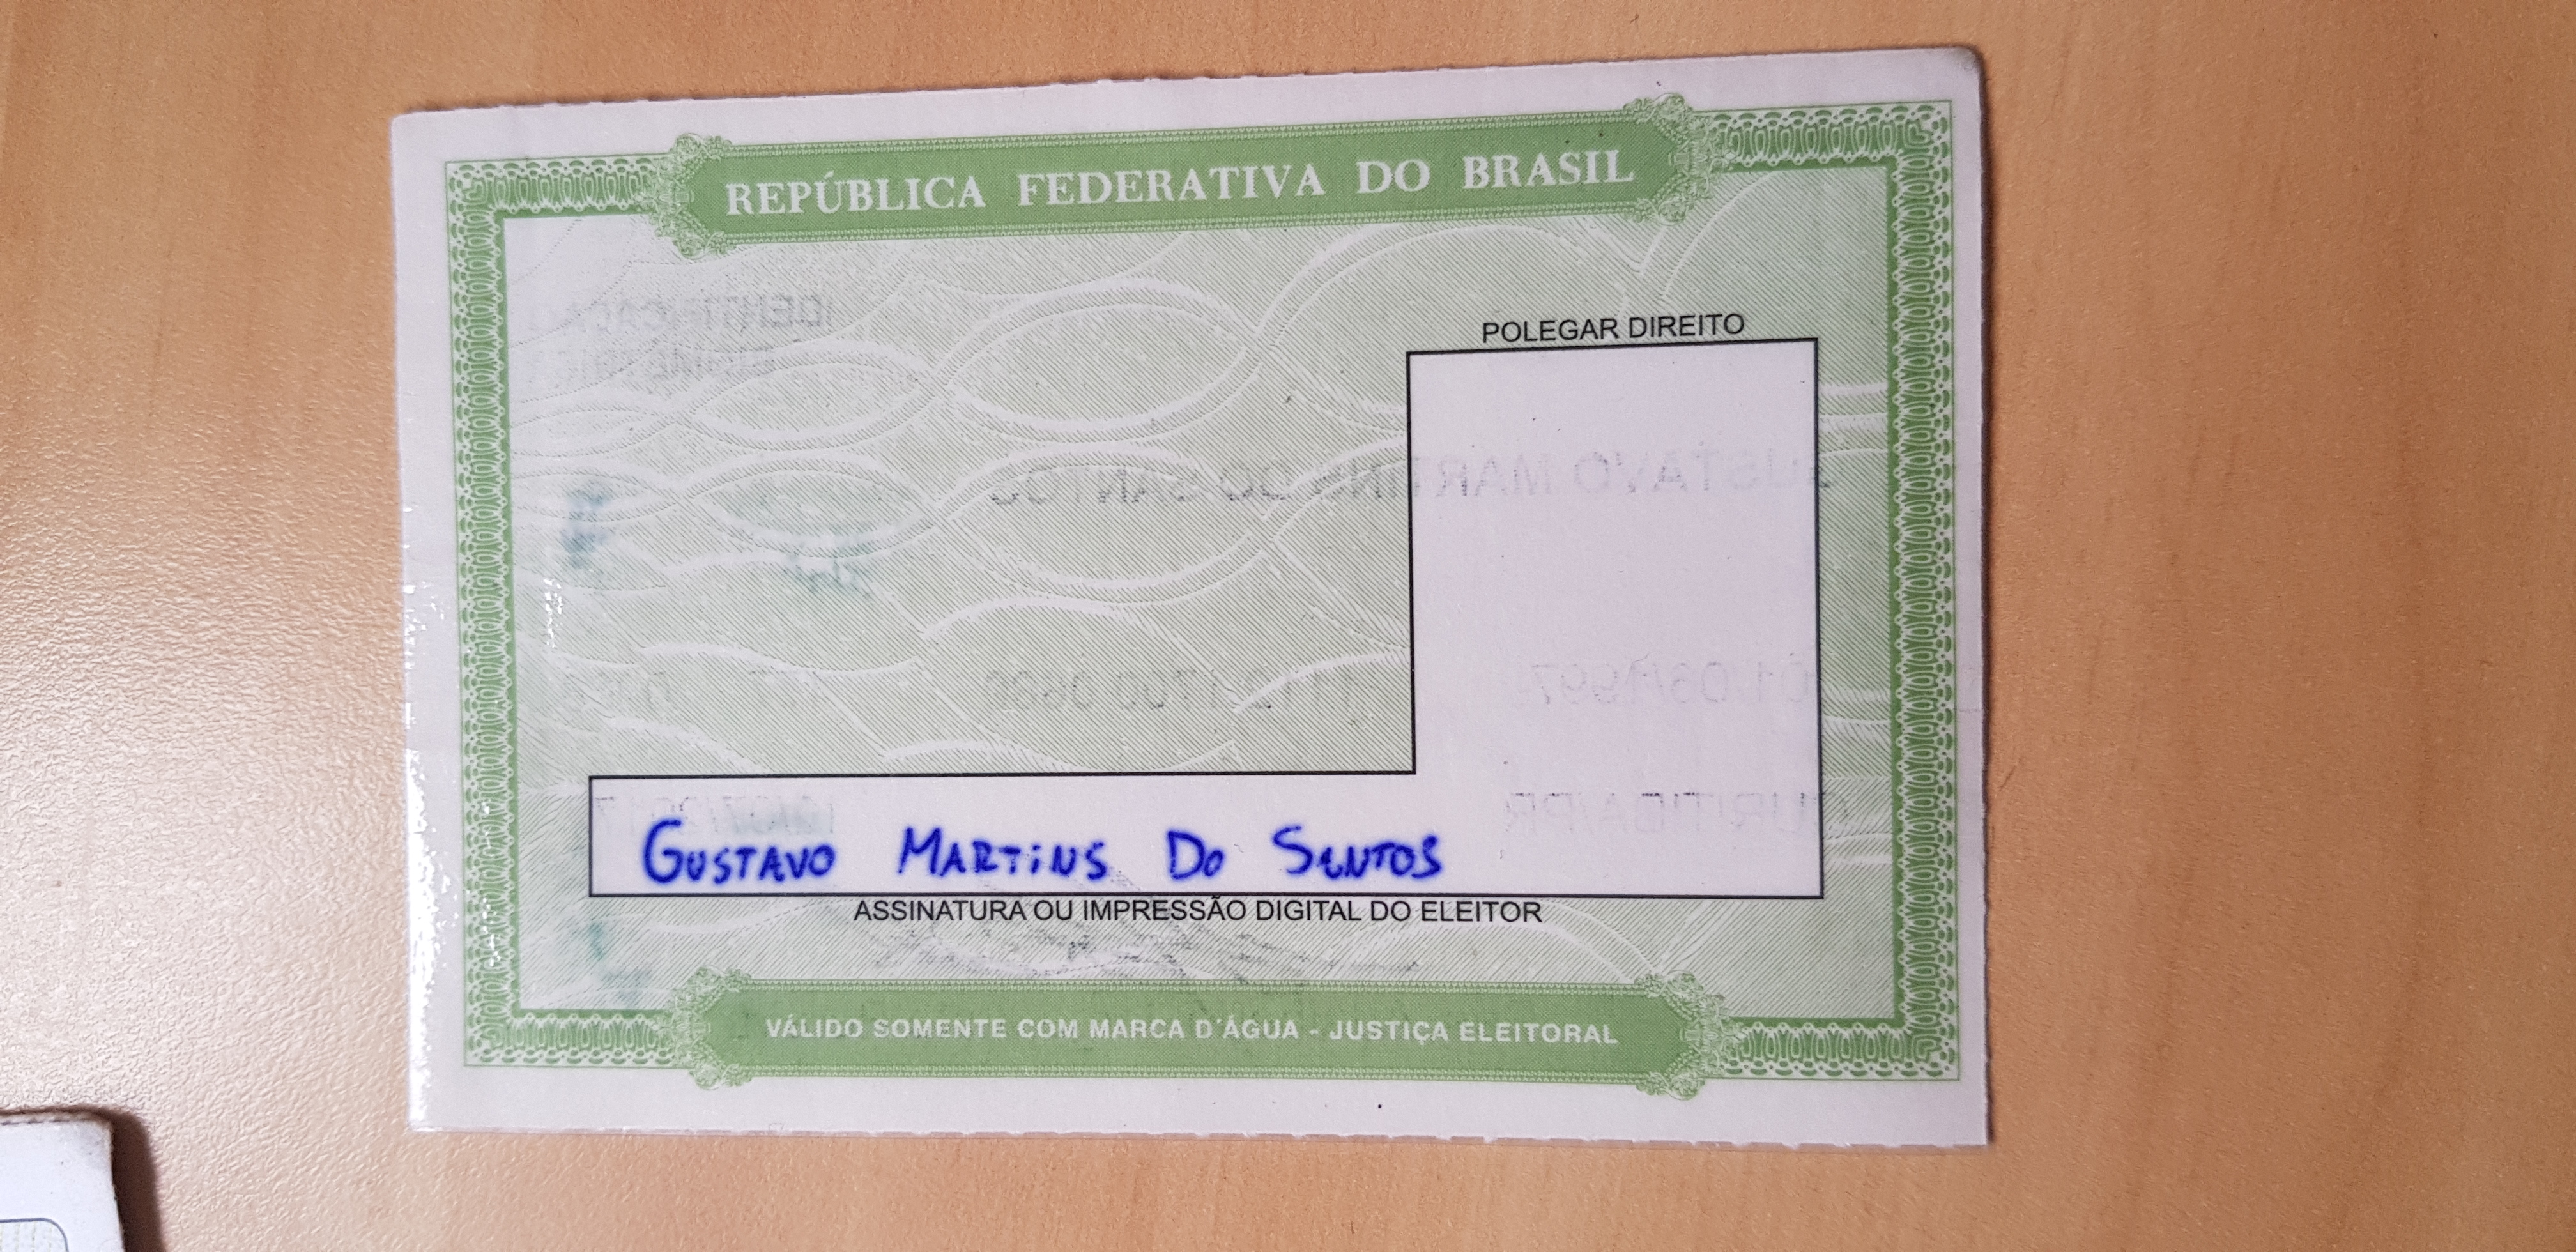 REPÚBLICA FEDERATIVA DO BRASIL
POLEGAR DIREITO
GUSTAVO MARTINS DO SANTOS
ASSINATURA OU IMPRESSÃO DIGITAL DO ELEITOR
VÁLIDO SOMENTE COM MARCA D'ÁGUA - JUSTIÇA ELEITORAL